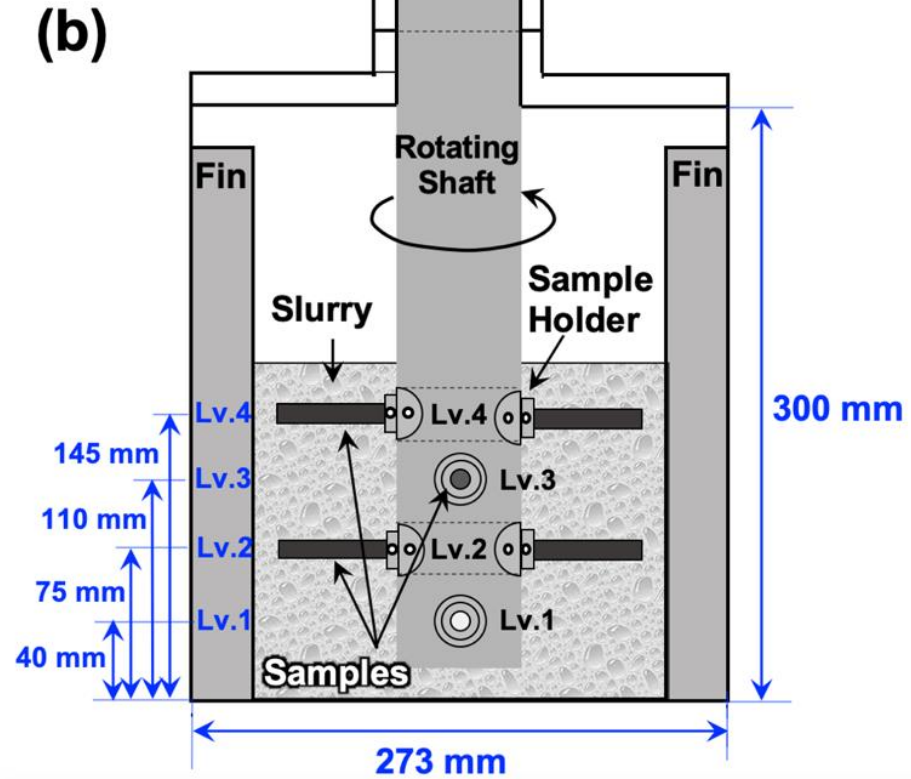 (b)
Rotating
Shaft
Fin
Fin
Sample
Holder
Slurry
Lv.4
Lv.4
300 mm
145 mm
Lv.3
Lv.3
110 mm
Lv.2
Lv.2
75 mm
Lv.1
Lv.1
40 mm
Samples
273 mm